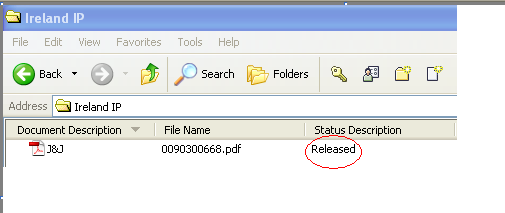 Ireland IP
File Edit View Favorites Tools Help
Back Search Folders
Address Ireland IP
Document Description File Name Status Description
J&J 0090300668.pdf Released